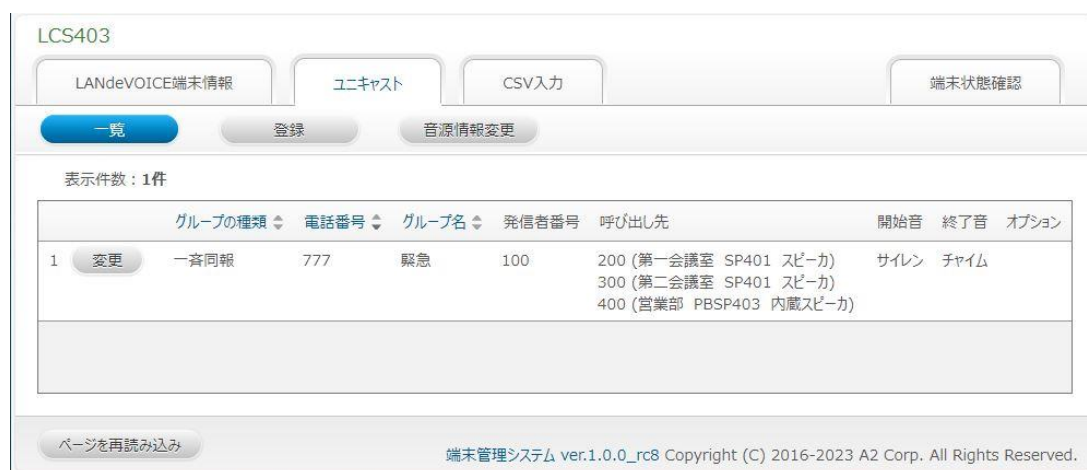 LCS403
LANdeVOICE端末情報 ユニキャスト CSV入力 端末状態確認
一覧 登録 音源情報変更
表示件数：1件
グループの種類 電話番号 グループ名 発信者番号 呼び出し先 開始音 終了音 オプション
1 変更 一斉同報 777 緊急 100 200 (第一会議室 SP401 スピーカ) サイレン チャイム
300 (第二会議室 SP401 スピーカ)
400 (営業部 PBSP403 内蔵スピーカ)
ページを再読み込み
端末管理システム ver.1.0.0_rc8 Copyright (C) 2016-2023 A2 Corp. All Rights Reserved.